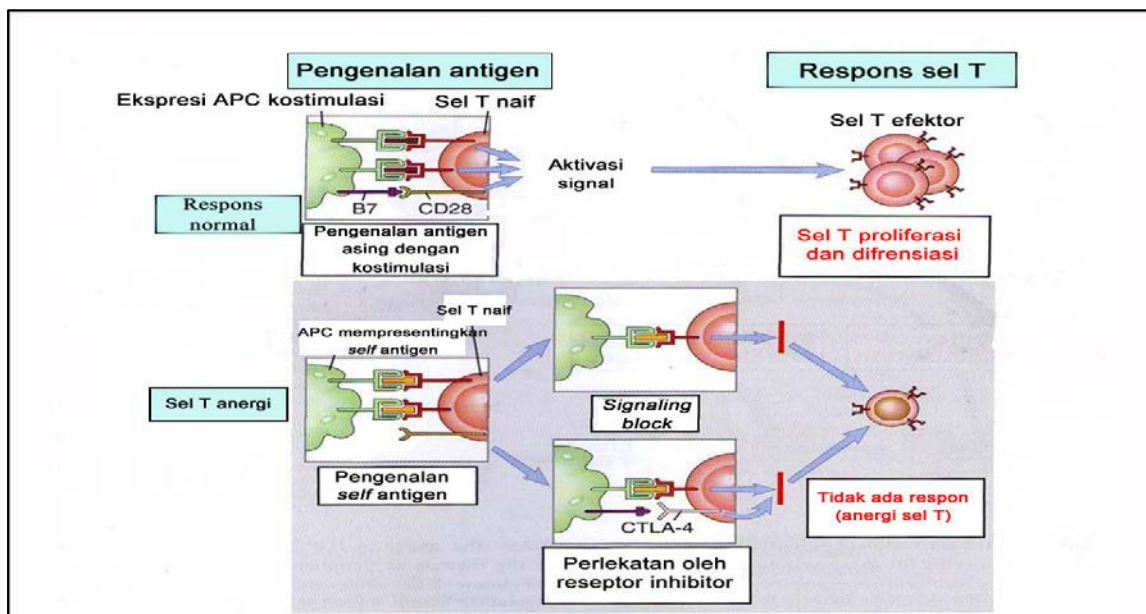 Pengenalan antigen
Respons sel T
Ekspresi APC kostimulasi
Sel T naif
Sel T efektor
Aktivasi
signal
B7
CD28
Respons
normal
Pengenalan antigen
asing dengan
kostimulasi
Sel T proliferasi
dan difrensiasi
Sel T naif
APC mempresentingkan
self antigen
Sel T anergi
Signaling
block
Pengenalan
self antigen
CTLA-4
Tidak ada respon
(anergi sel T)
Perlekatan oleh
reseptor inhibitor